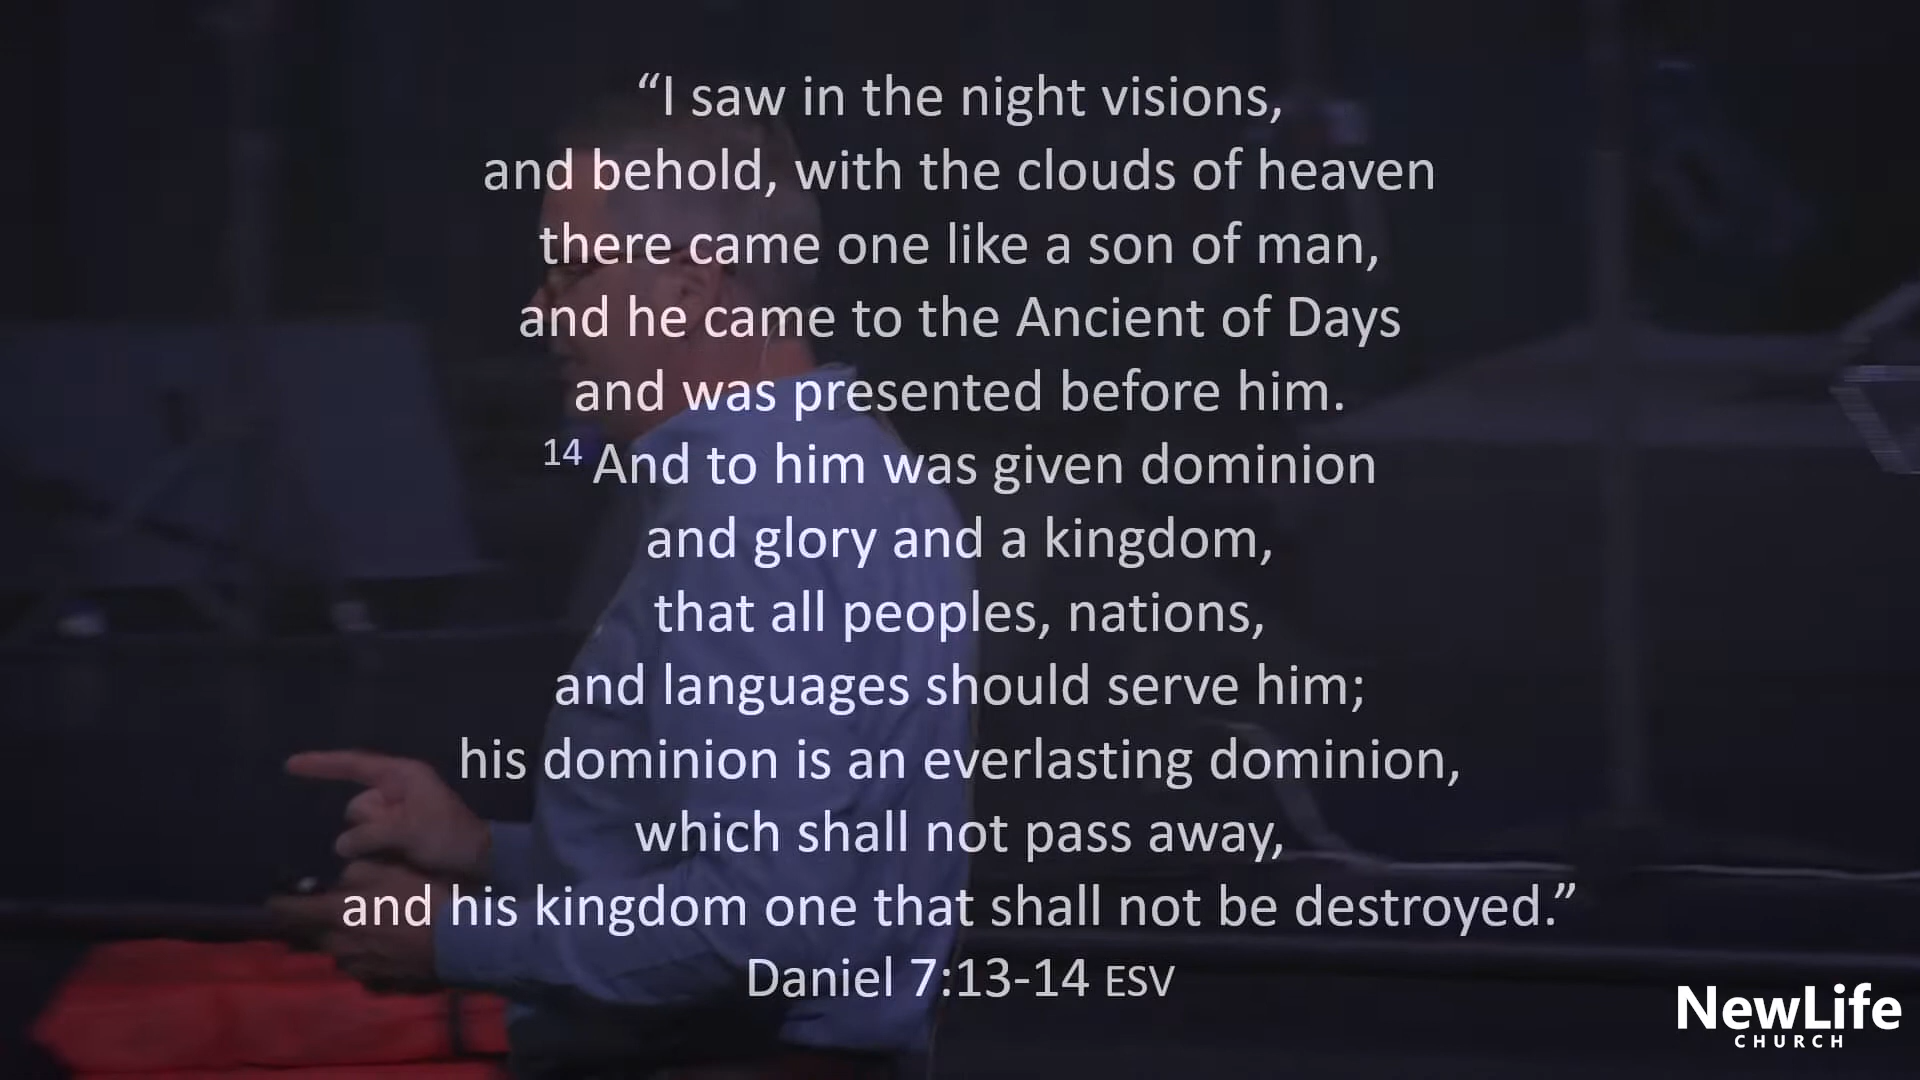 “I saw in the night visions,
and behold, with the clouds of heaven
there came one like a son of man,
and he came to the Ancient of Days
and was presented before him.
14 And to him was given dominion
and glory and a kingdom,
that all peoples, nations,
and languages should serve him;
his dominion is an everlasting dominion,
which shall not pass away,
and his kingdom one that shall not be destroyed.”
Daniel 7:13-14 ESV
NewLife
CHURCH